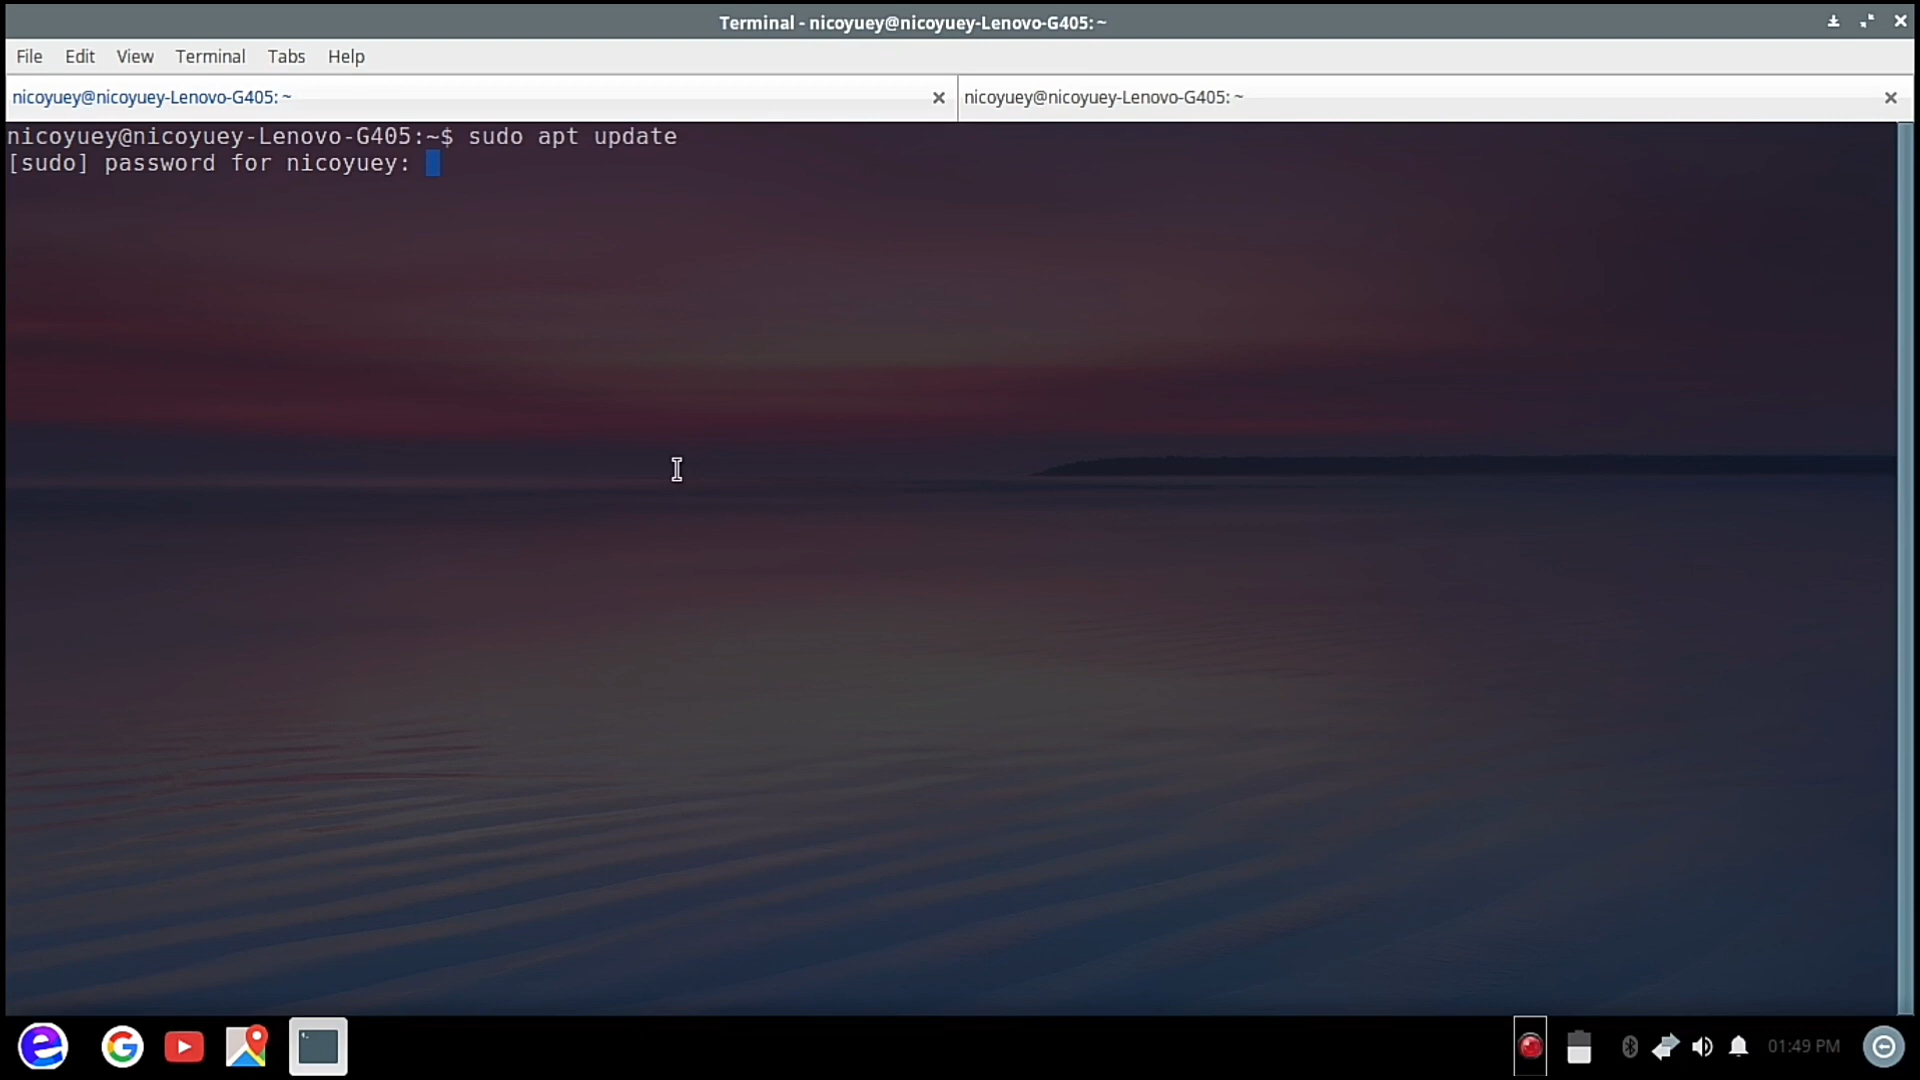 Terminal - nicoyuey@nicoyuey-Lenovo-G405: ~
File Edit View Terminal Tabs Help
nicoyuey@nicoyuey-Lenovo-G405: ~
nicoyuey@nicoyuey-Lenovo-G405: ~
nicoyuey@nicoyuey-Lenovo-G405:~$ sudo apt update
[sudo] password for nicoyuey:
01:49 PM